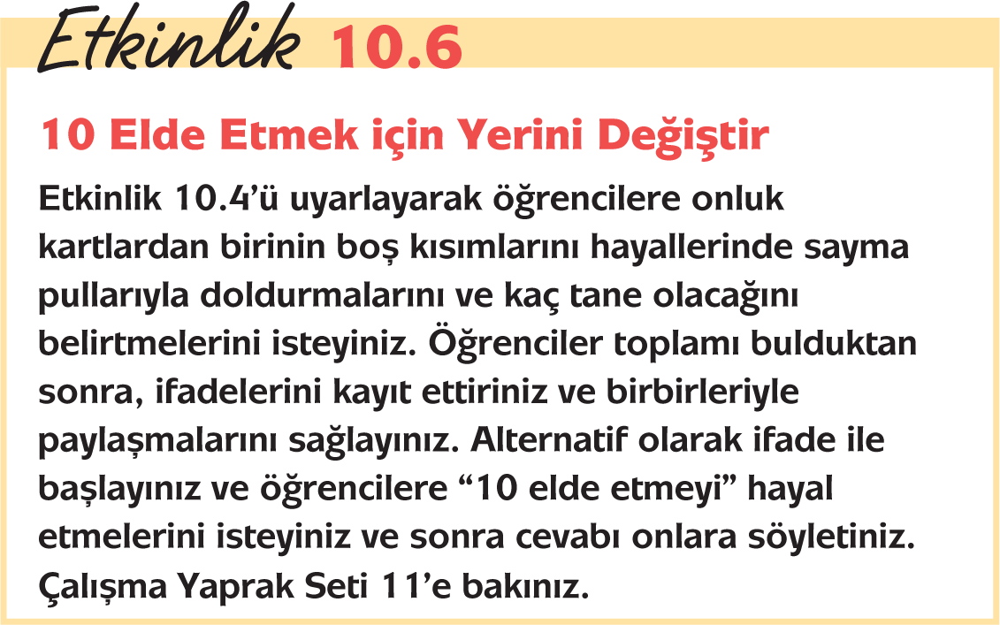 Etkinlik 10.6
10 Elde Etmek için Yerini Değiştir
Etkinlik 10.4’ü uyarlayarak öğrencilere onluk
kartlardan birinin boş kısımlarını hayallerinde sayma
pullarıyla doldurmalarını ve kaç tane olacağını
belirtmelerini isteyiniz. Öğrenciler toplamı bulduktan
sonra, ifadelerini kayıt ettiriniz ve birbirleriyle
paylaşmalarını sağlayınız. Alternatif olarak ifade ile
başlayınız ve öğrencilere “10 elde etmeyi” hayal
etmelerini isteyiniz ve sonra cevabı onlara söyletiniz.
Çalışma Yaprak Seti 11’e bakınız.